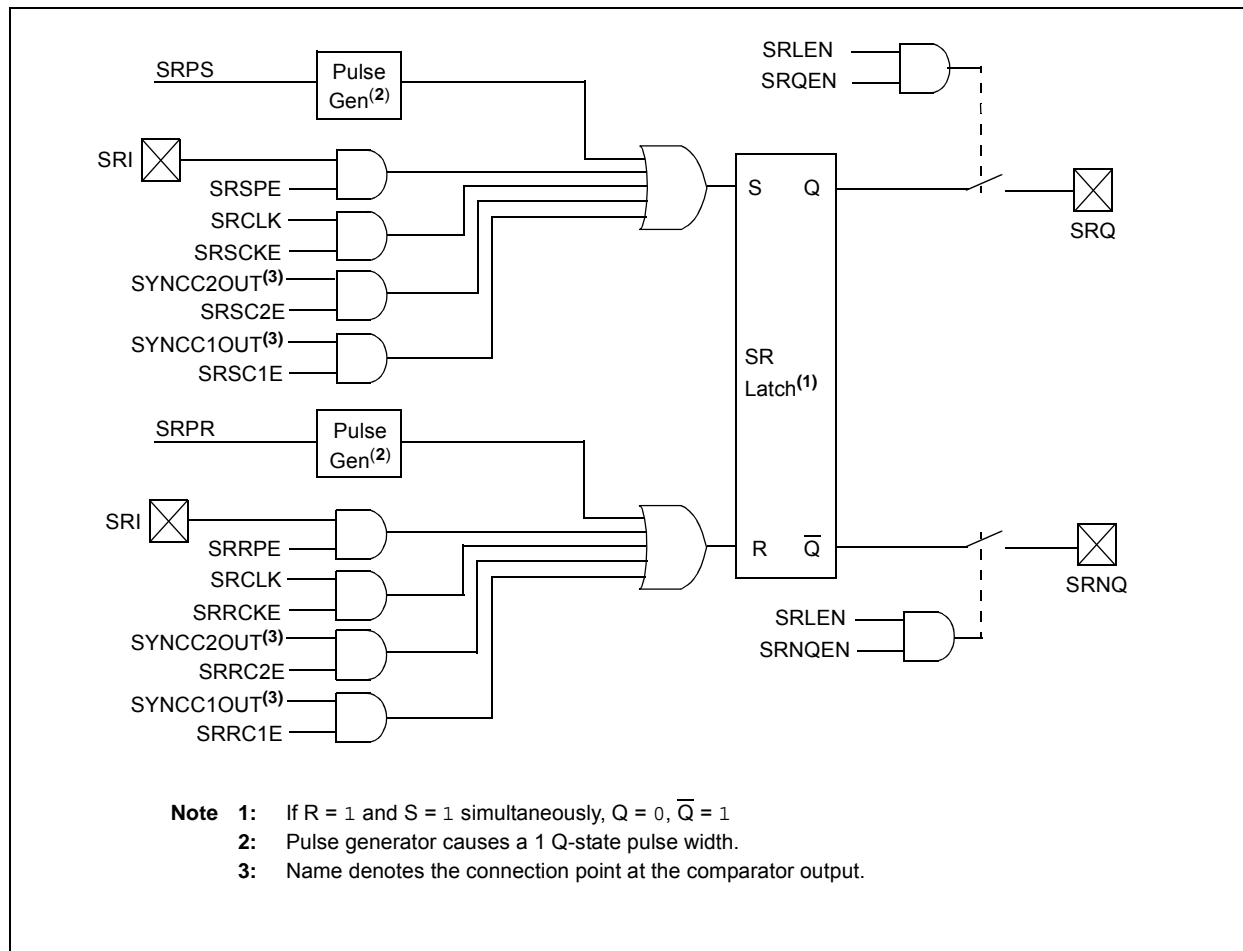 SRPS
Pulse
Gen(2)
SRI
SRSPE
SRCLK
SRSCKE
SYNCC2OUT(3)
SRSC2E
SYNCC1OUT(3)
SRSC1E
SRPR
Pulse
Gen(2)
SRI
SRRPE
SRCLK
SRRCKE
SYNCC2OUT(3)
SRRC2E
SYNCC1OUT(3)
SRRC1E
S Q
SR
Latch(1)
R Q̅
SRLEN
SRQEN
SRQ
SRNQ
SRLEN
SRNQEN
Note 1: If R = 1 and S = 1 simultaneously, Q = 0, Q̅ = 1
2: Pulse generator causes a 1 Q-state pulse width.
3: Name denotes the connection point at the comparator output.